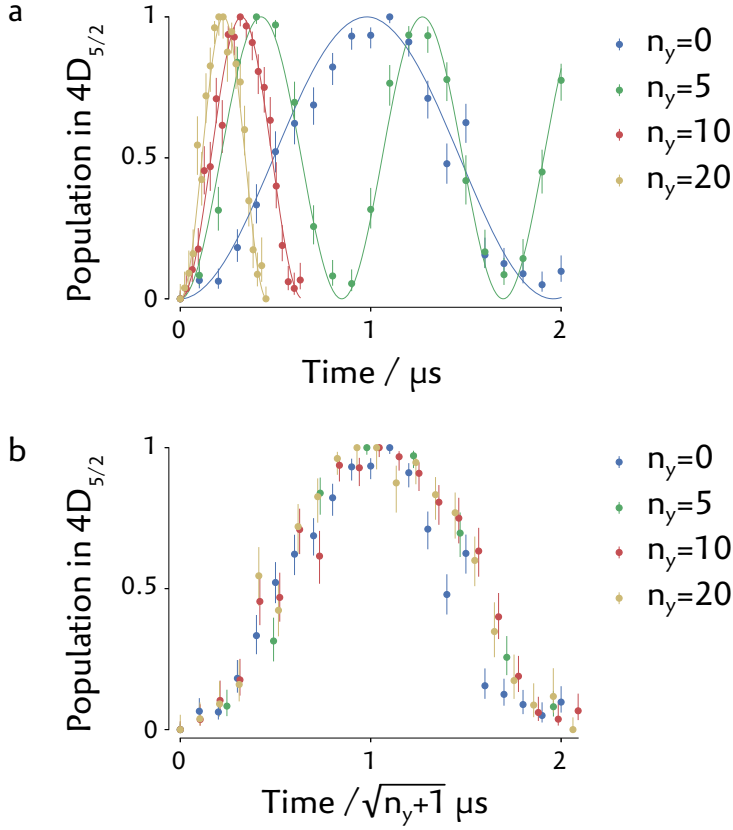 a
Population in 4D5/2
1
0.5
0
0
1
2
Time / μs
ny=0
ny=5
ny=10
ny=20
b
Population in 4D5/2
1
0.5
0
0
1
2
Time /√ny+1 μs
ny=0
ny=5
ny=10
ny=20